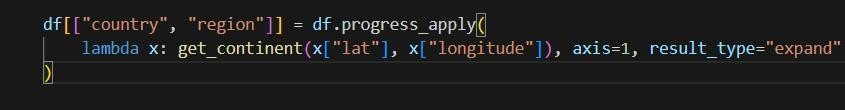 df[["country", "region"]] = df.progress_apply(
    lambda x: get_continent(x["lat"], x["longitude"]), axis=1, result_type="expand"
)